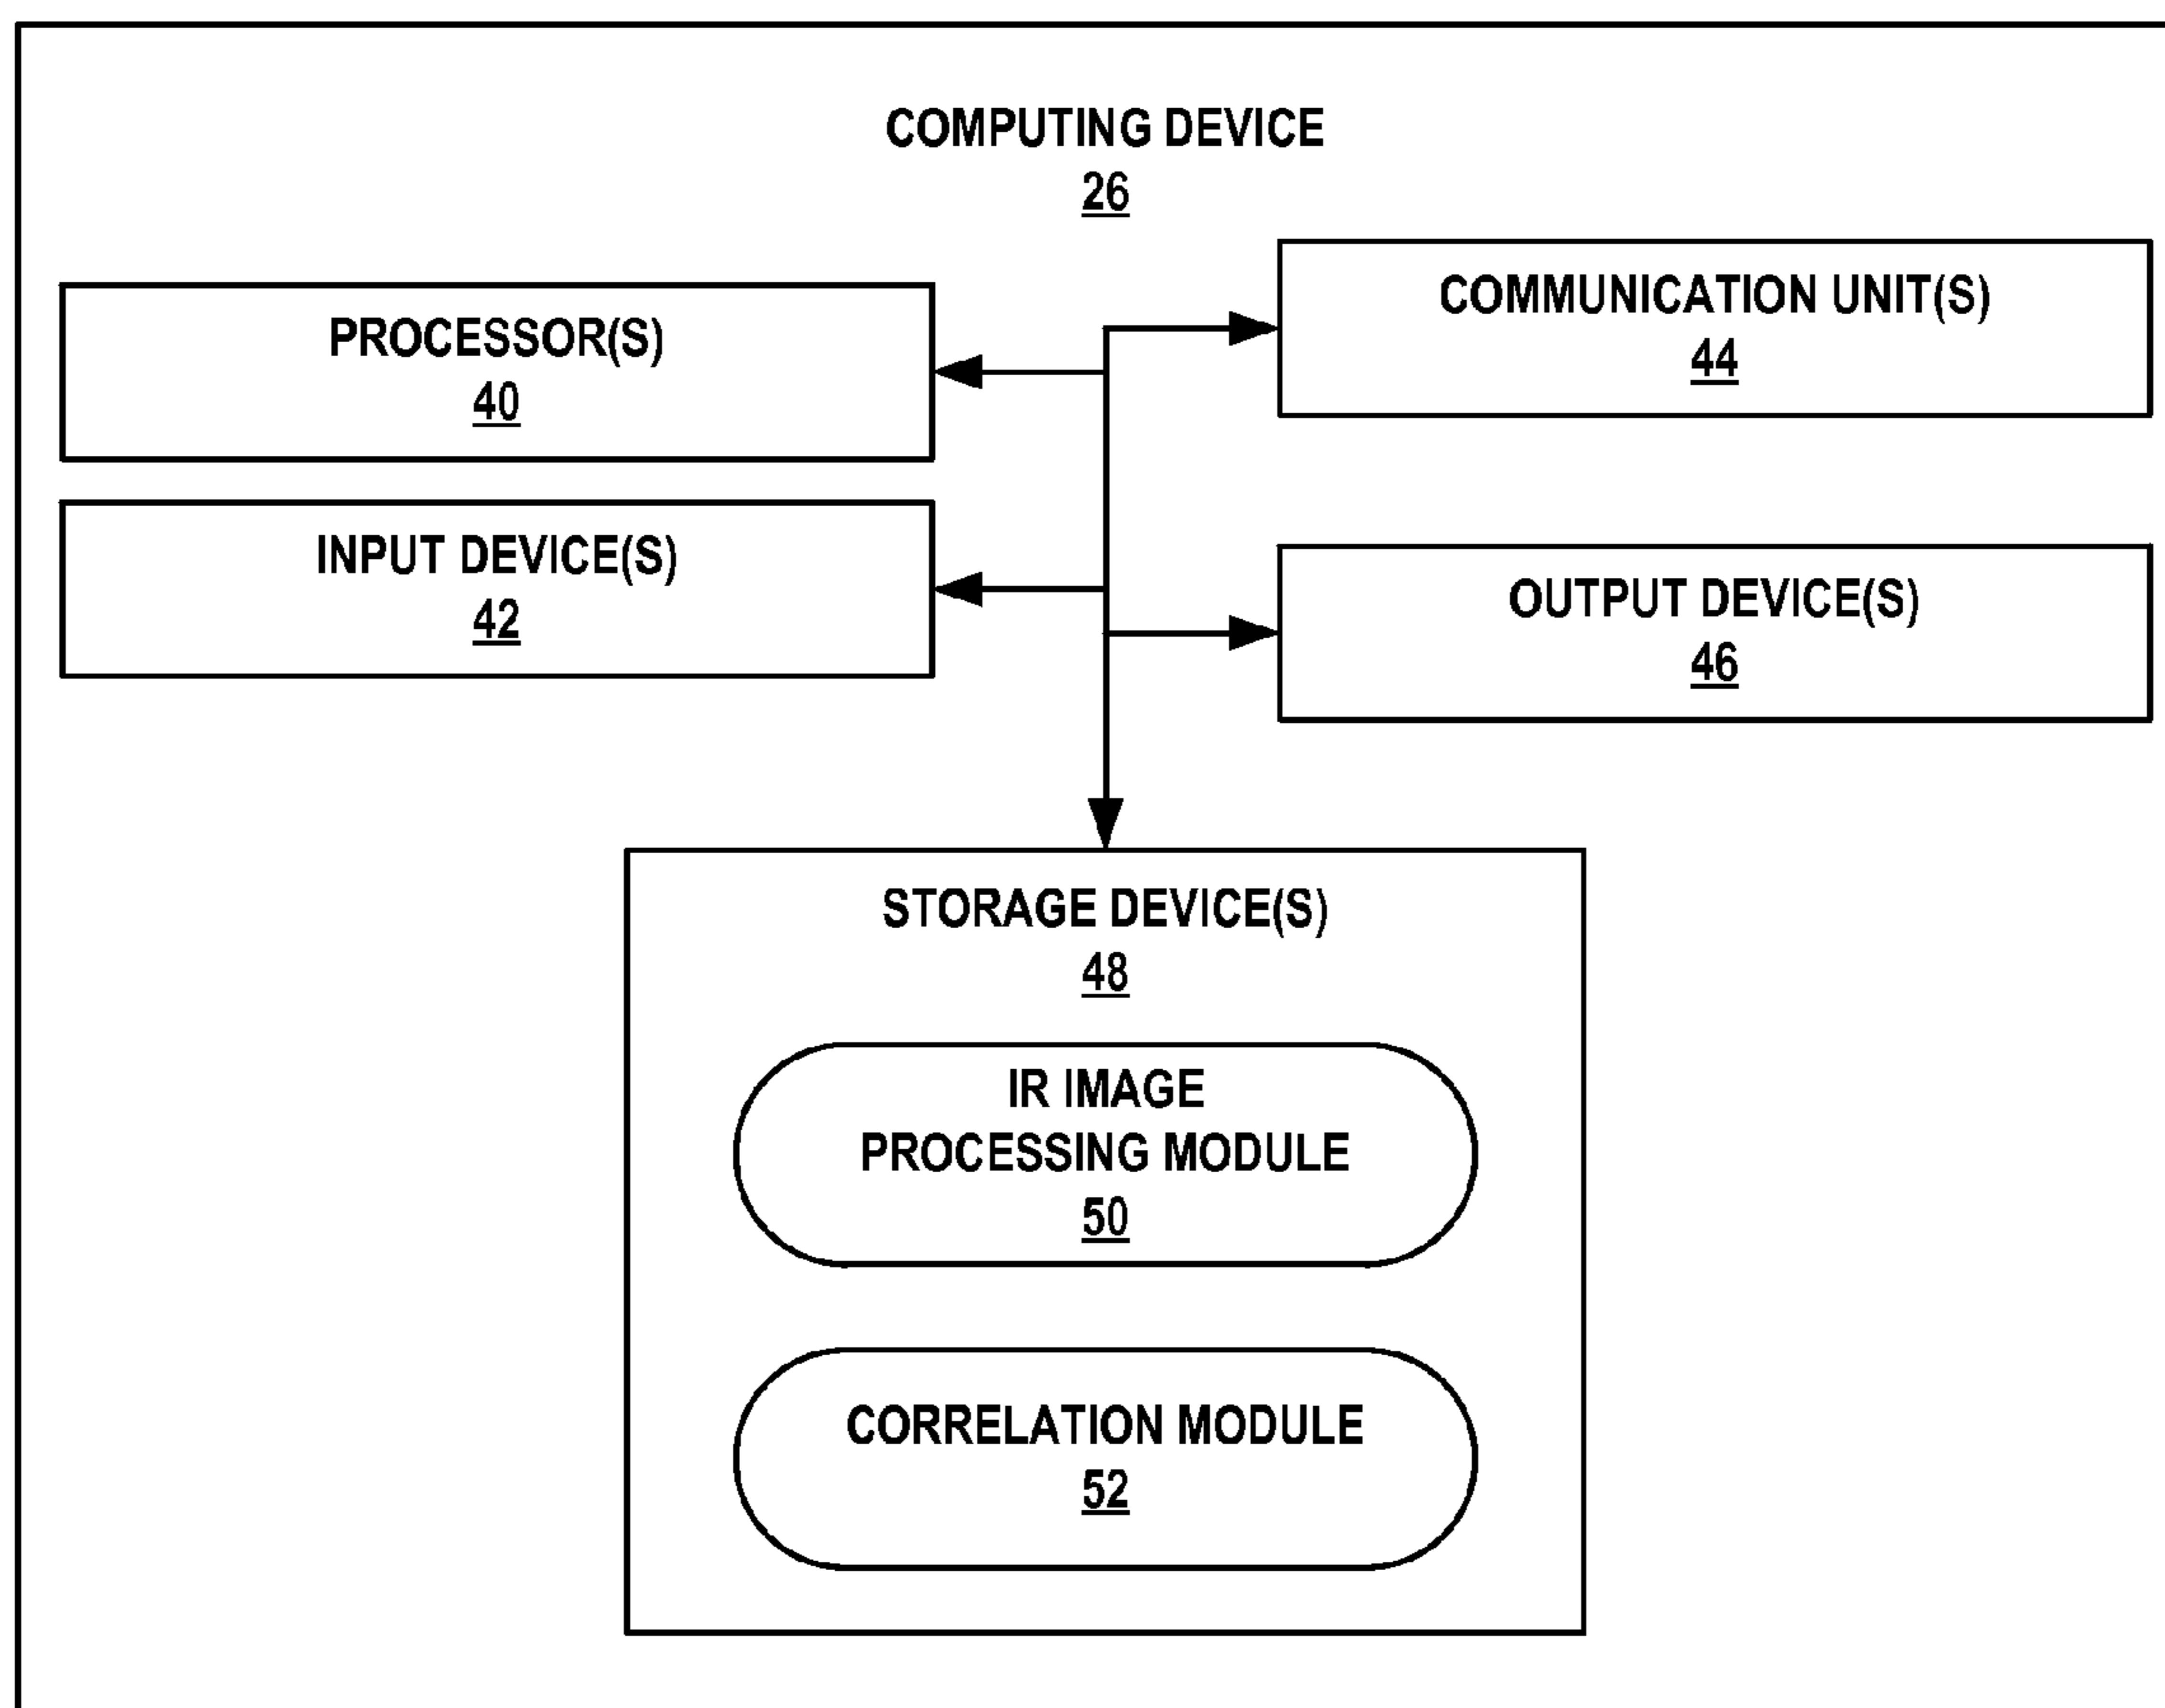 COMPUTING DEVICE
26
PROCESSOR(S)
40
COMMUNICATION UNIT(S)
44
INPUT DEVICE(S)
42
OUTPUT DEVICE(S)
46
STORAGE DEVICE(S)
48
IR IMAGE
PROCESSING MODULE
50
CORRELATION MODULE
52